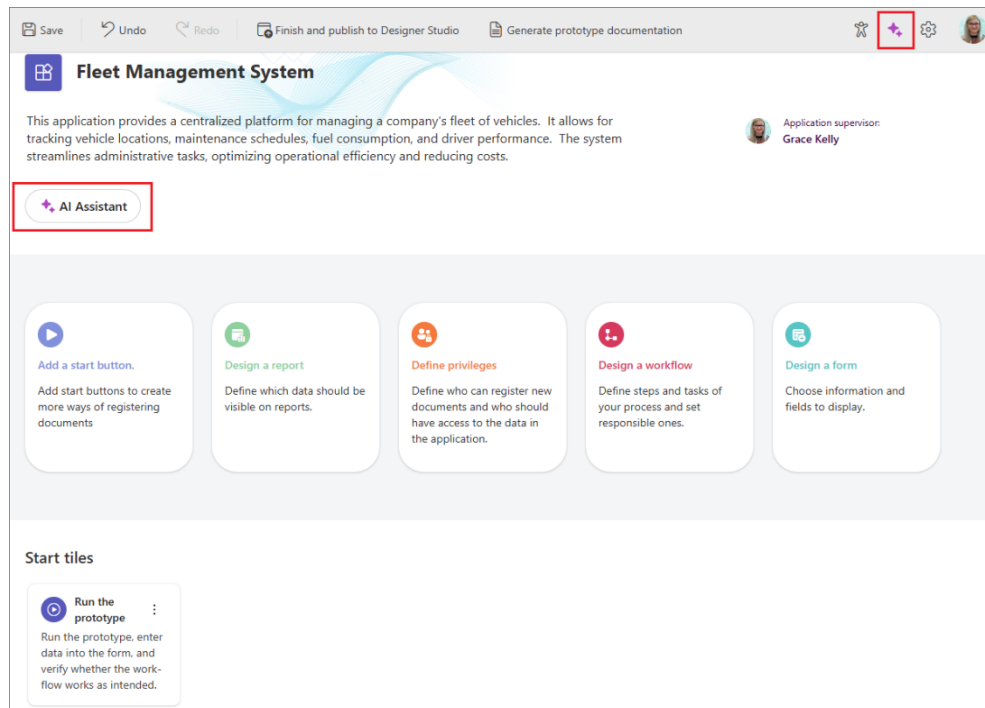 Save
Undo
Redo
Finish and publish to Designer Studio
Generate prototype documentation
Fleet Management System
This application provides a centralized platform for managing a company's fleet of vehicles. It allows for
tracking vehicle locations, maintenance schedules, fuel consumption, and driver performance. The system
streamlines administrative tasks, optimizing operational efficiency and reducing costs.
Application supervisor:
Grace Kelly
AI Assistant
Add a start button.
Add start buttons to create
more ways of registering
documents
Design a report
Define which data should be
visible on reports.
Define privileges
Define who can register new
documents and who should
have access to the data in
the application.
Design a workflow
Define steps and tasks of
your process and set
responsible ones.
Design a form
Choose information and
fields to display.
Start tiles
Run the
prototype
Run the prototype, enter
data into the form, and
verify whether the work-
flow works as intended.